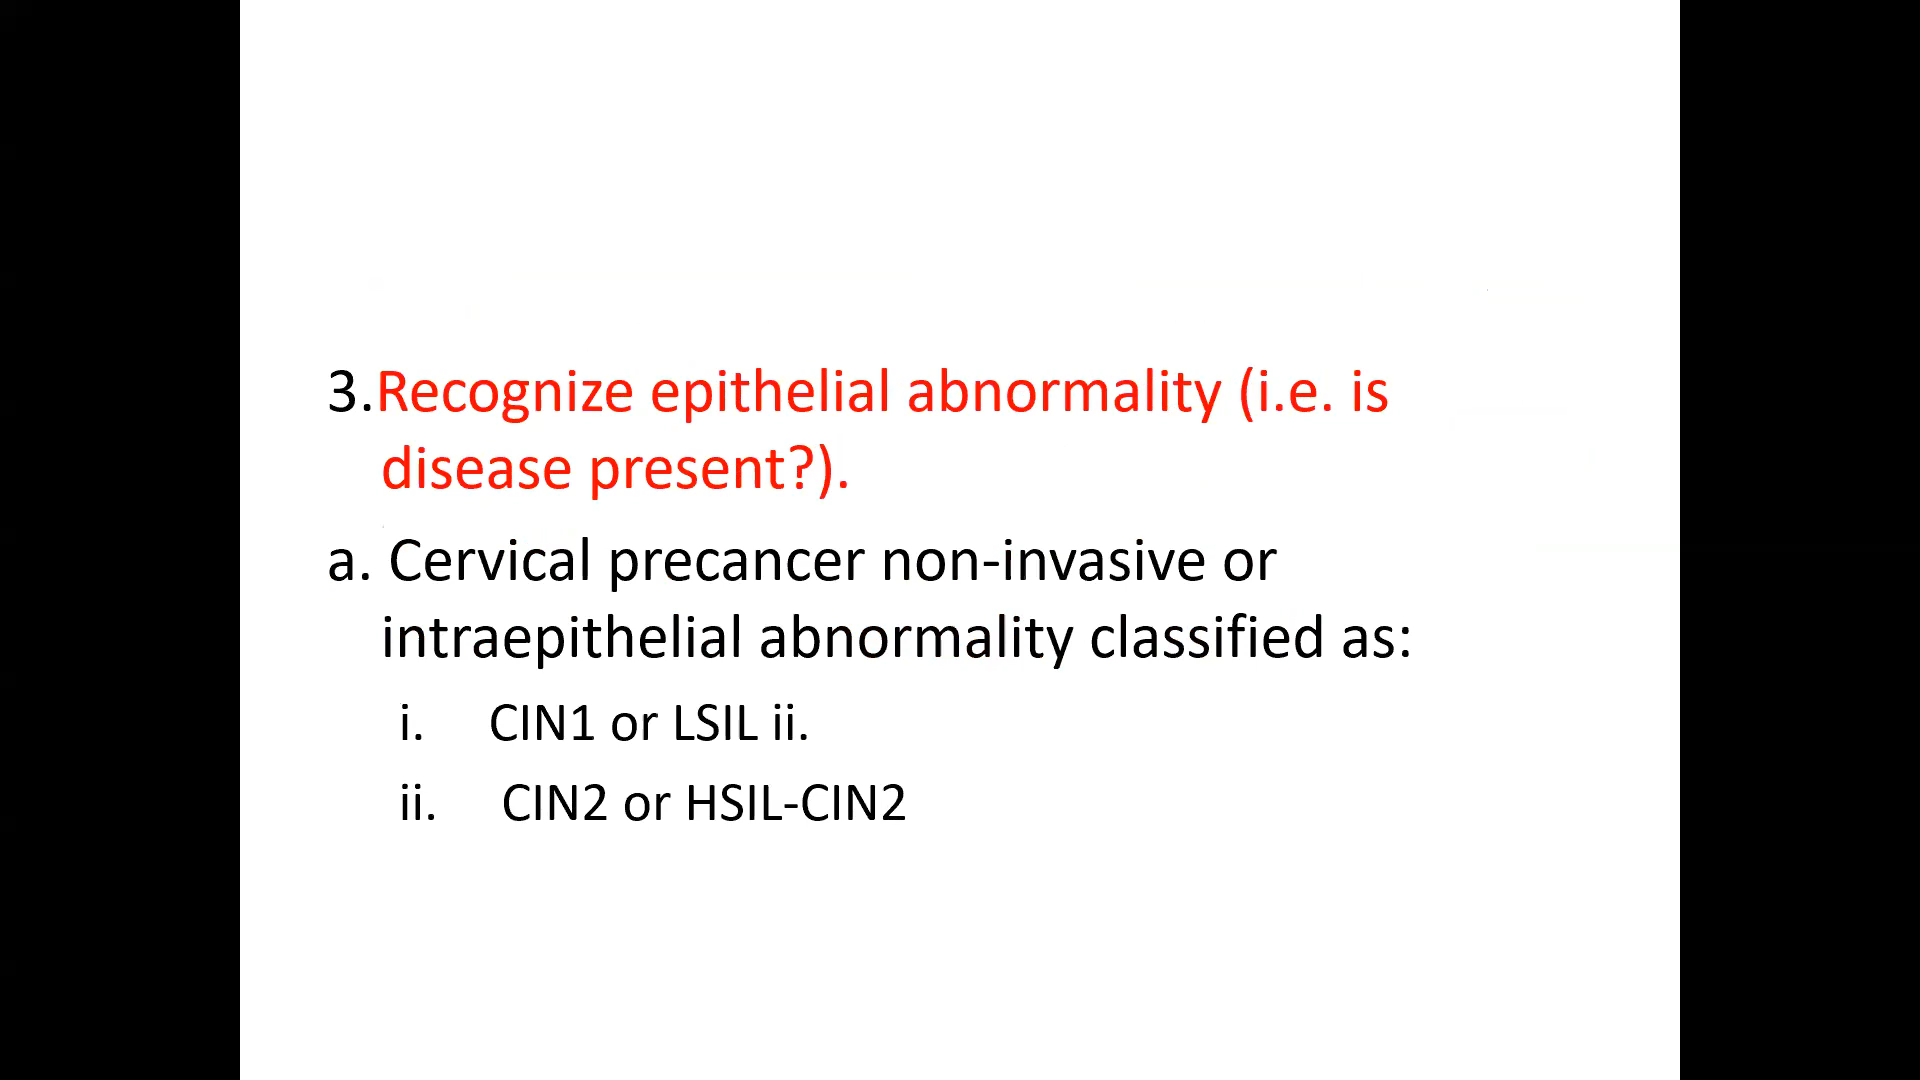 3.Recognize epithelial abnormality (i.e. is
disease present?).
a. Cervical precancer non-invasive or
intraepithelial abnormality classified as:
i. CIN1 or LSIL ii.
ii. CIN2 or HSIL-CIN2